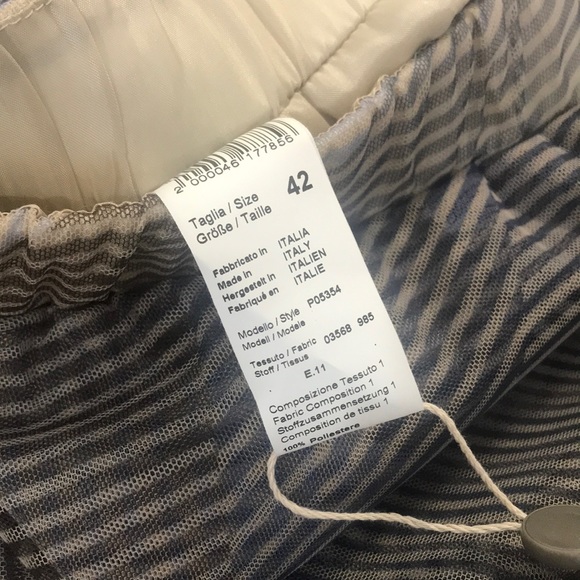 2 000046 177856
Taglia / Size 42
Größe / Taille
Fabbricato in ITALIA
Made in ITALY
Hergestellt in ITALIEN
Fabriqué en ITALIE
Modello / Style P05354
Modell / Modele
Tessuto / Fabric 03568 985
Stoff / Tissus
E.11
Composizione Tessuto 1
Fabric Composition 1
Stoffzusammensetzung 1
Composition de tissu 1
100% Poliestere